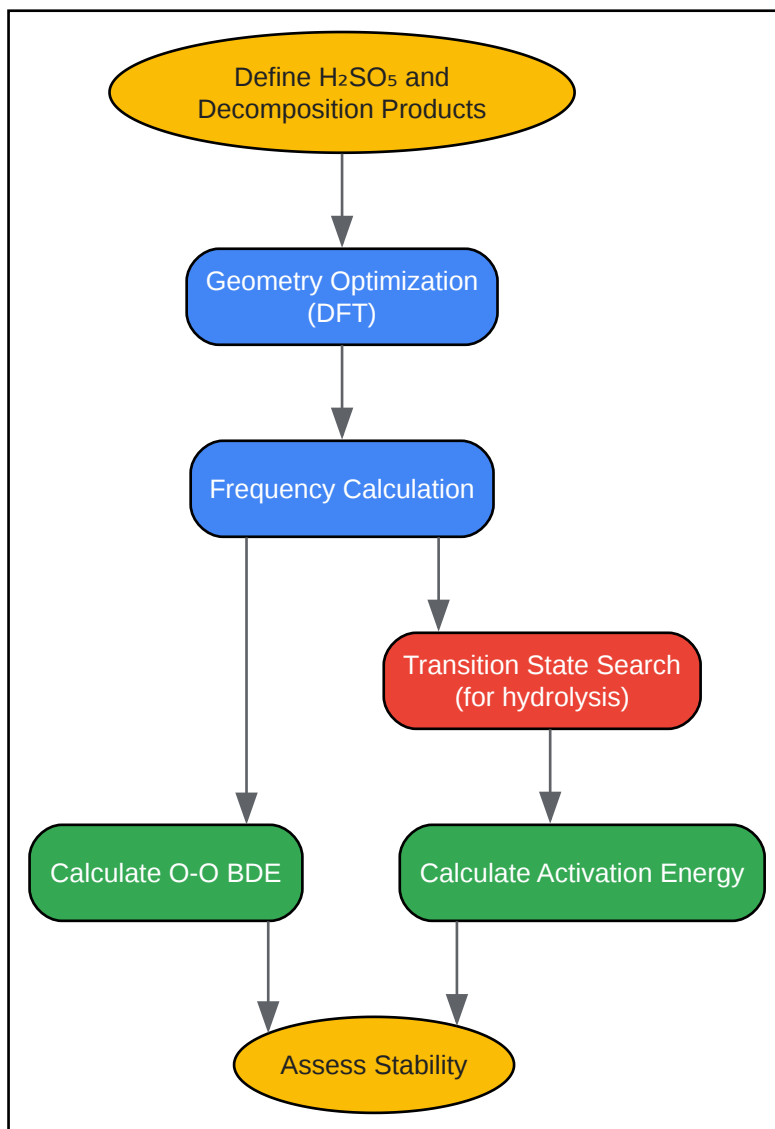 Define H₂SO₅ and
Decomposition Products
Geometry Optimization
(DFT)
Frequency Calculation
Transition State Search
(for hydrolysis)
Calculate O-O BDE
Calculate Activation Energy
Assess Stability